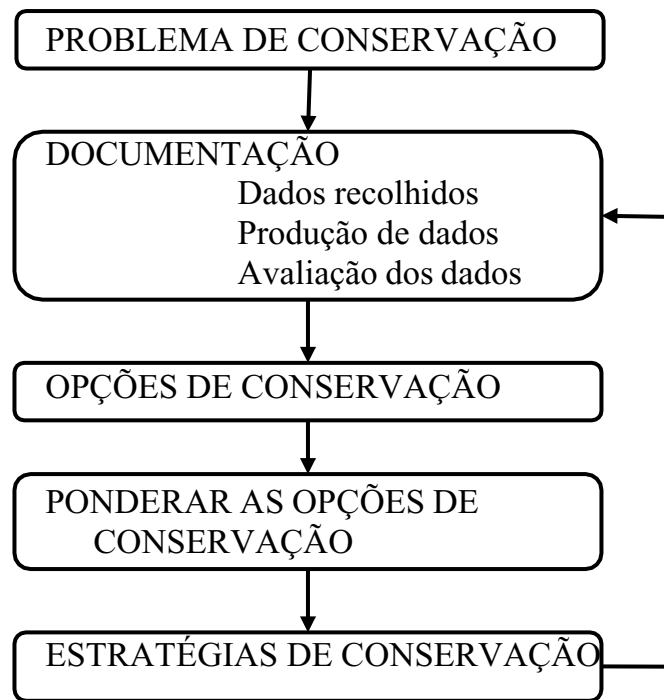 PROBLEMA DE CONSERVAÇÃO
DOCUMENTAÇÃO
Dados recolhidos
Produção de dados
Avaliação dos dados
OPÇÕES DE CONSERVAÇÃO
PONDERAR AS OPÇÕES DE
CONSERVAÇÃO
ESTRATÉGIAS DE CONSERVAÇÃO